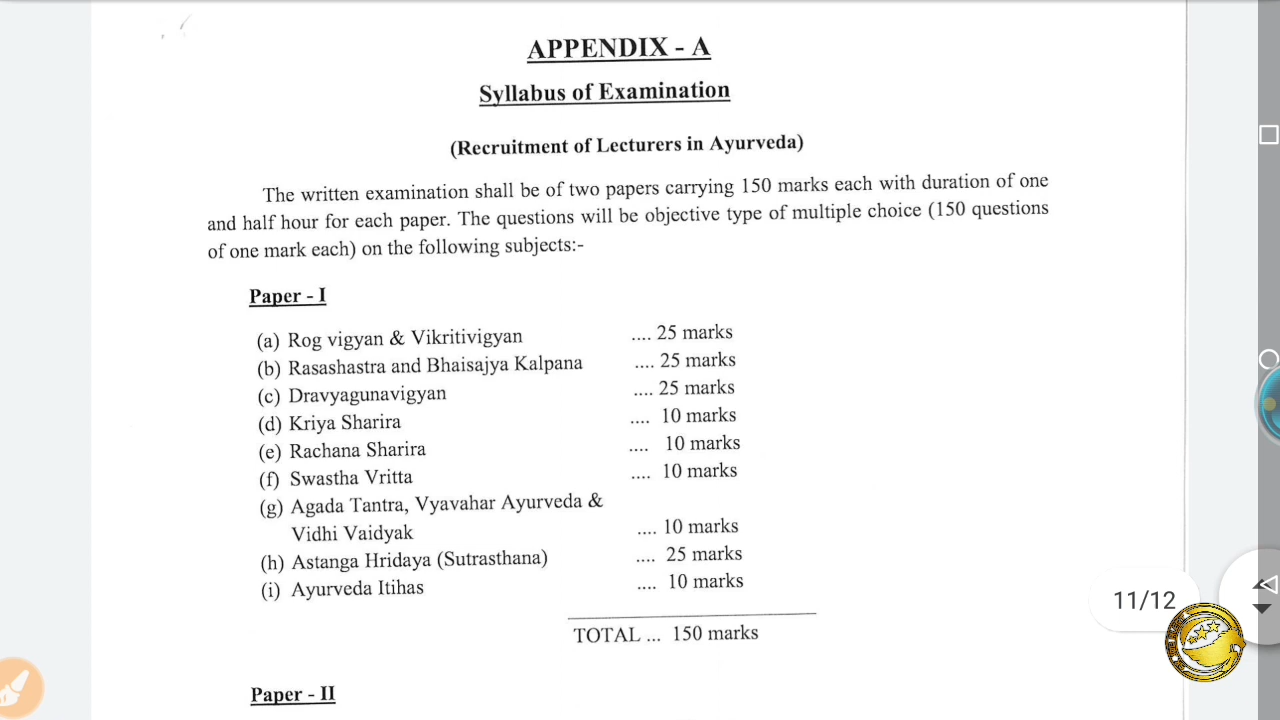 APPENDIX - A
Syllabus of Examination
(Recruitment of Lecturers in Ayurveda)
The written examination shall be of two papers carrying 150 marks each with duration of one
and half hour for each paper. The questions will be objective type of multiple choice (150 questions
of one mark each) on the following subjects:-
Paper - I
(a) Rog vigyan & Vikritivigyan .... 25 marks
(b) Rasashastra and Bhaisajya Kalpana .... 25 marks
(c) Dravyagunavigyan .... 25 marks
(d) Kriya Sharira .... 10 marks
(e) Rachana Sharira .... 10 marks
(f) Swastha Vritta .... 10 marks
(g) Agada Tantra, Vyavahar Ayurveda &
Vidhi Vaidyak .... 10 marks
(h) Astanga Hridaya (Sutrasthana) .... 25 marks
(i) Ayurveda Itihas .... 10 marks
TOTAL ... 150 marks
11/12
Paper - II